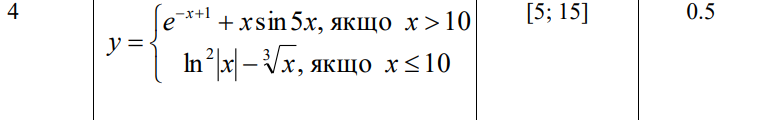 4
y = { e^{-x+1} + x sin 5x, якщо x > 10
ln²|x| − ∛x, якщо x ≤ 10
[5; 15]
0.5